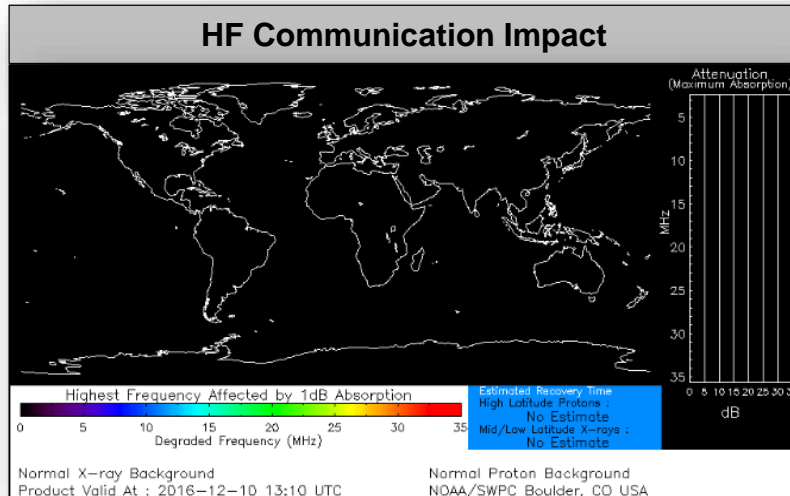 HF Communication Impact
Attenuation
(Maximum Absorption)
5
10
15
20
25
30
35
MHz
0 5 10 15 20 25 30
dB
Highest Frequency Affected by 1dB Absorption
0 5 10 15 20 25 30 35
Degraded Frequency (MHz)
Estimated Recovery Time
High Latitude Protons :
No Estimate
Mid/Low Latitude X-rays :
No Estimate
Normal X-ray Background
Product Valid At : 2016-12-10 13:10 UTC
Normal Proton Background
NOAA/SWPC Boulder, CO USA